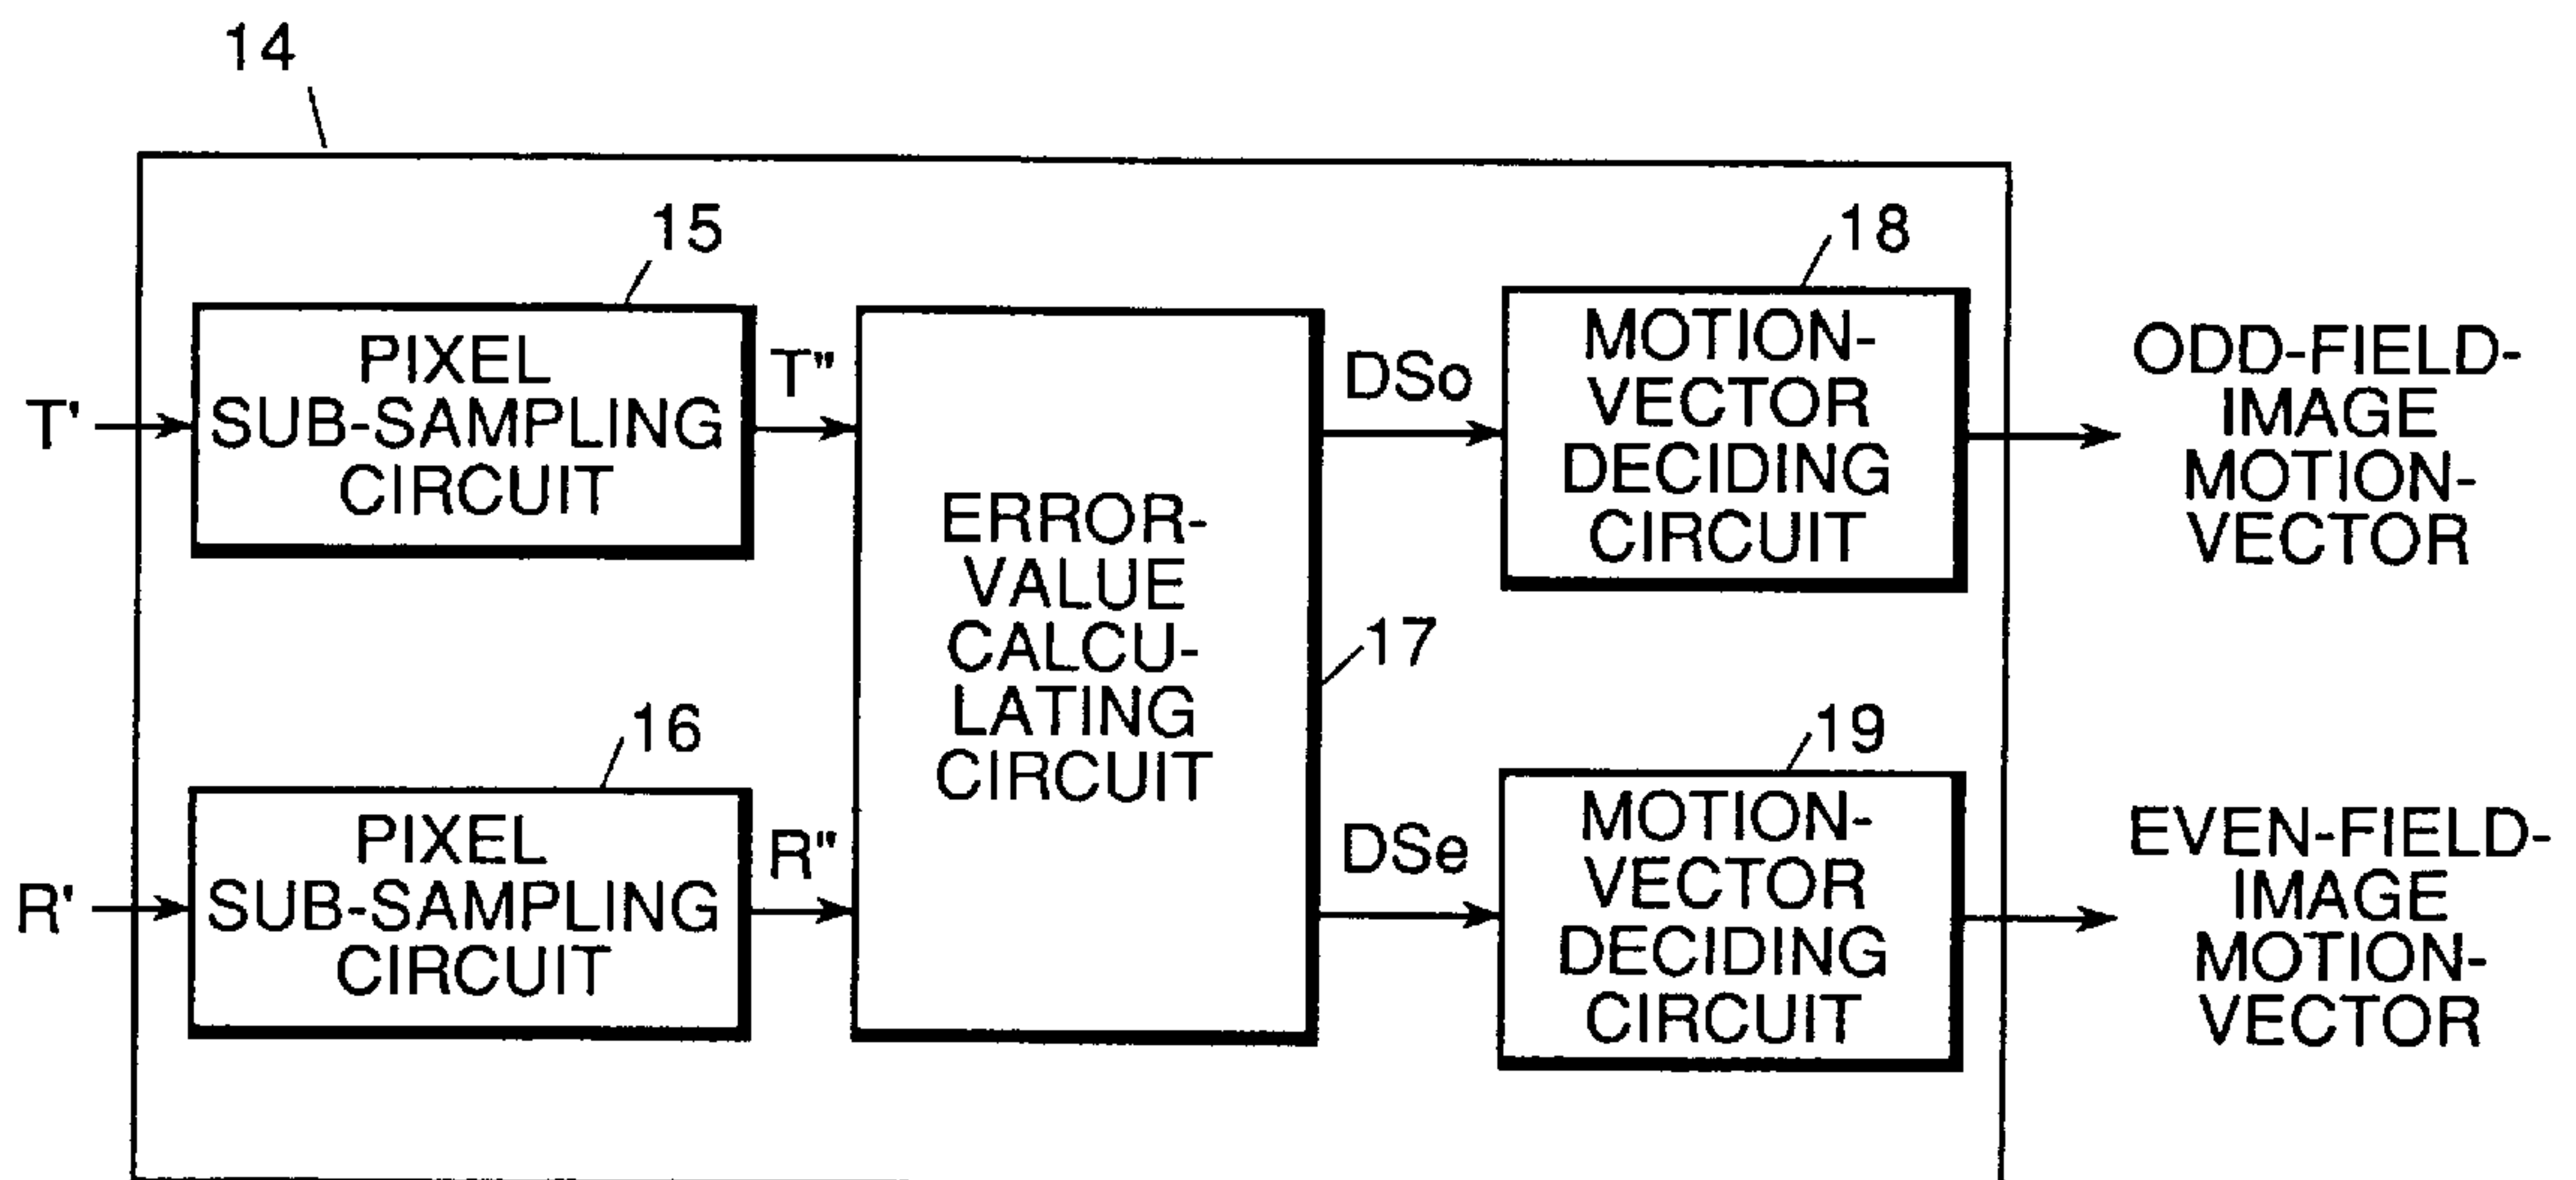 14
15
18
PIXEL
SUB-SAMPLING
CIRCUIT
T'
T"
ERROR-
VALUE
CALCU-
LATING
CIRCUIT
17
DSo
MOTION-
VECTOR
DECIDING
CIRCUIT
ODD-FIELD-
IMAGE
MOTION-
VECTOR
16
19
PIXEL
SUB-SAMPLING
CIRCUIT
R'
R"
DSe
MOTION-
VECTOR
DECIDING
CIRCUIT
EVEN-FIELD-
IMAGE
MOTION-
VECTOR